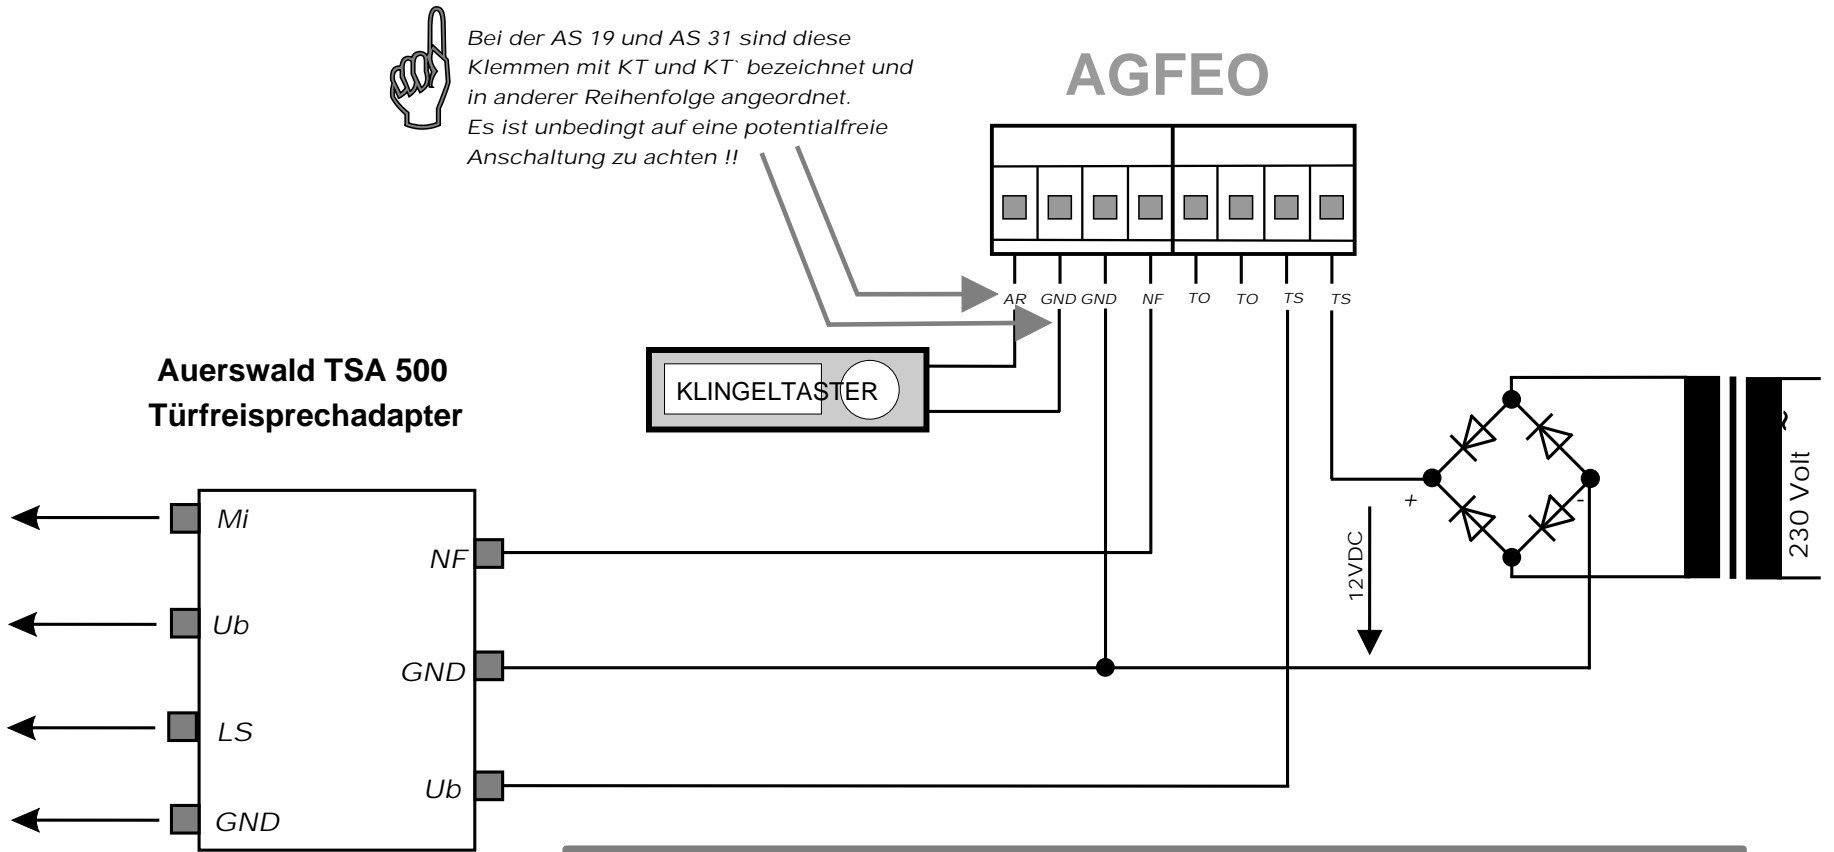 Bei der AS 19 und AS 31 sind diese
Klemmen mit KT und KT` bezeichnet und
in anderer Reihenfolge angeordnet.
Es ist unbedingt auf eine potentialfreie
Anschaltung zu achten !!
AGFEO
AR GND GND NF TO TO TS TS
KLINGELTASTER
Auerswald TSA 500
Türfreisprechadapter
Mi
Ub
LS
GND
NF
GND
Ub
+
-
12VDC
230 Volt ~